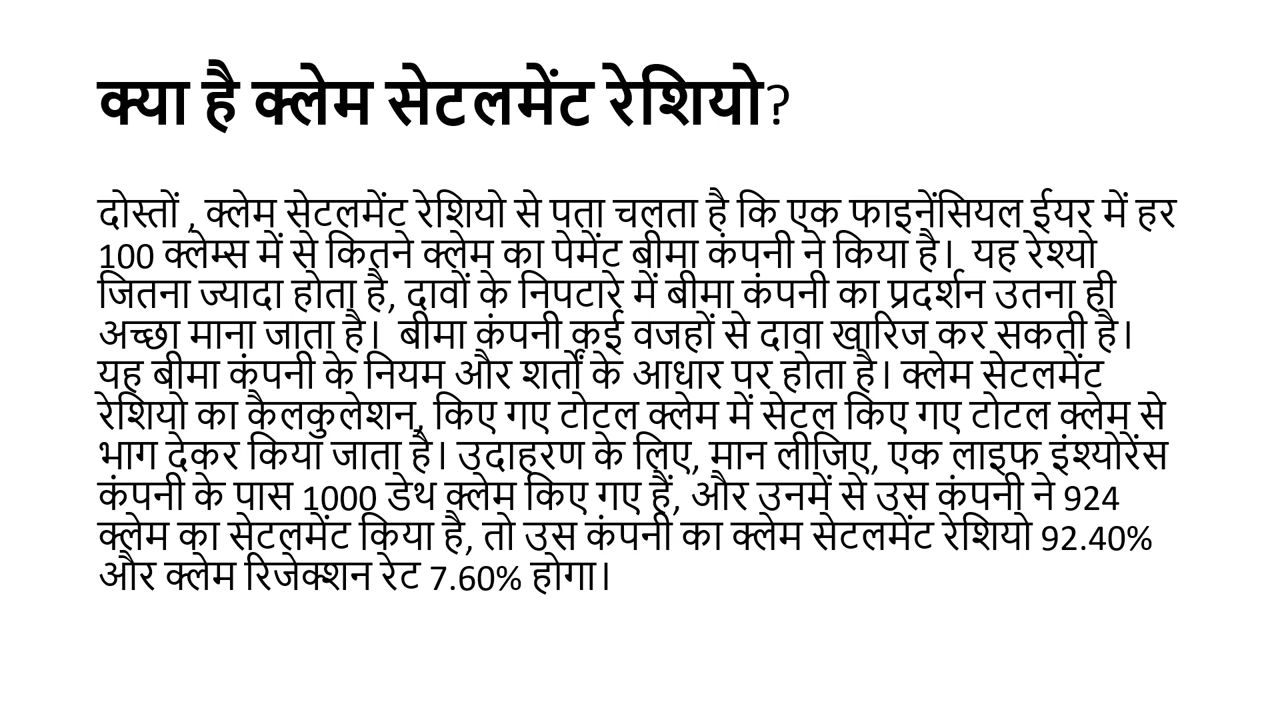 क्या है क्लेम सेटलमेंट रेशियो?
दोस्तों , क्लेम सेटलमेंट रेशियो से पता चलता है कि एक फाइनेंसियल ईयर में हर
100 क्लेम्स में से कितने क्लेम का पेमेंट बीमा कंपनी ने किया है। यह रेश्यो
जितना ज्यादा होता है, दावों के निपटारे में बीमा कंपनी का प्रदर्शन उतना ही
अच्छा माना जाता है। बीमा कंपनी कई वजहों से दावा खारिज कर सकती है।
यह बीमा कंपनी के नियम और शर्तों के आधार पर होता है। क्लेम सेटलमेंट
रेशियो का कैलकुलेशन, किए गए टोटल क्लेम में सेटल किए गए टोटल क्लेम से
भाग देकर किया जाता है। उदाहरण के लिए, मान लीजिए, एक लाइफ इंश्योरेंस
कंपनी के पास 1000 डेथ क्लेम किए गए हैं, और उनमें से उस कंपनी ने 924
क्लेम का सेटलमेंट किया है, तो उस कंपनी का क्लेम सेटलमेंट रेशियो 92.40%
और क्लेम रिजेक्शन रेट 7.60% होगा।